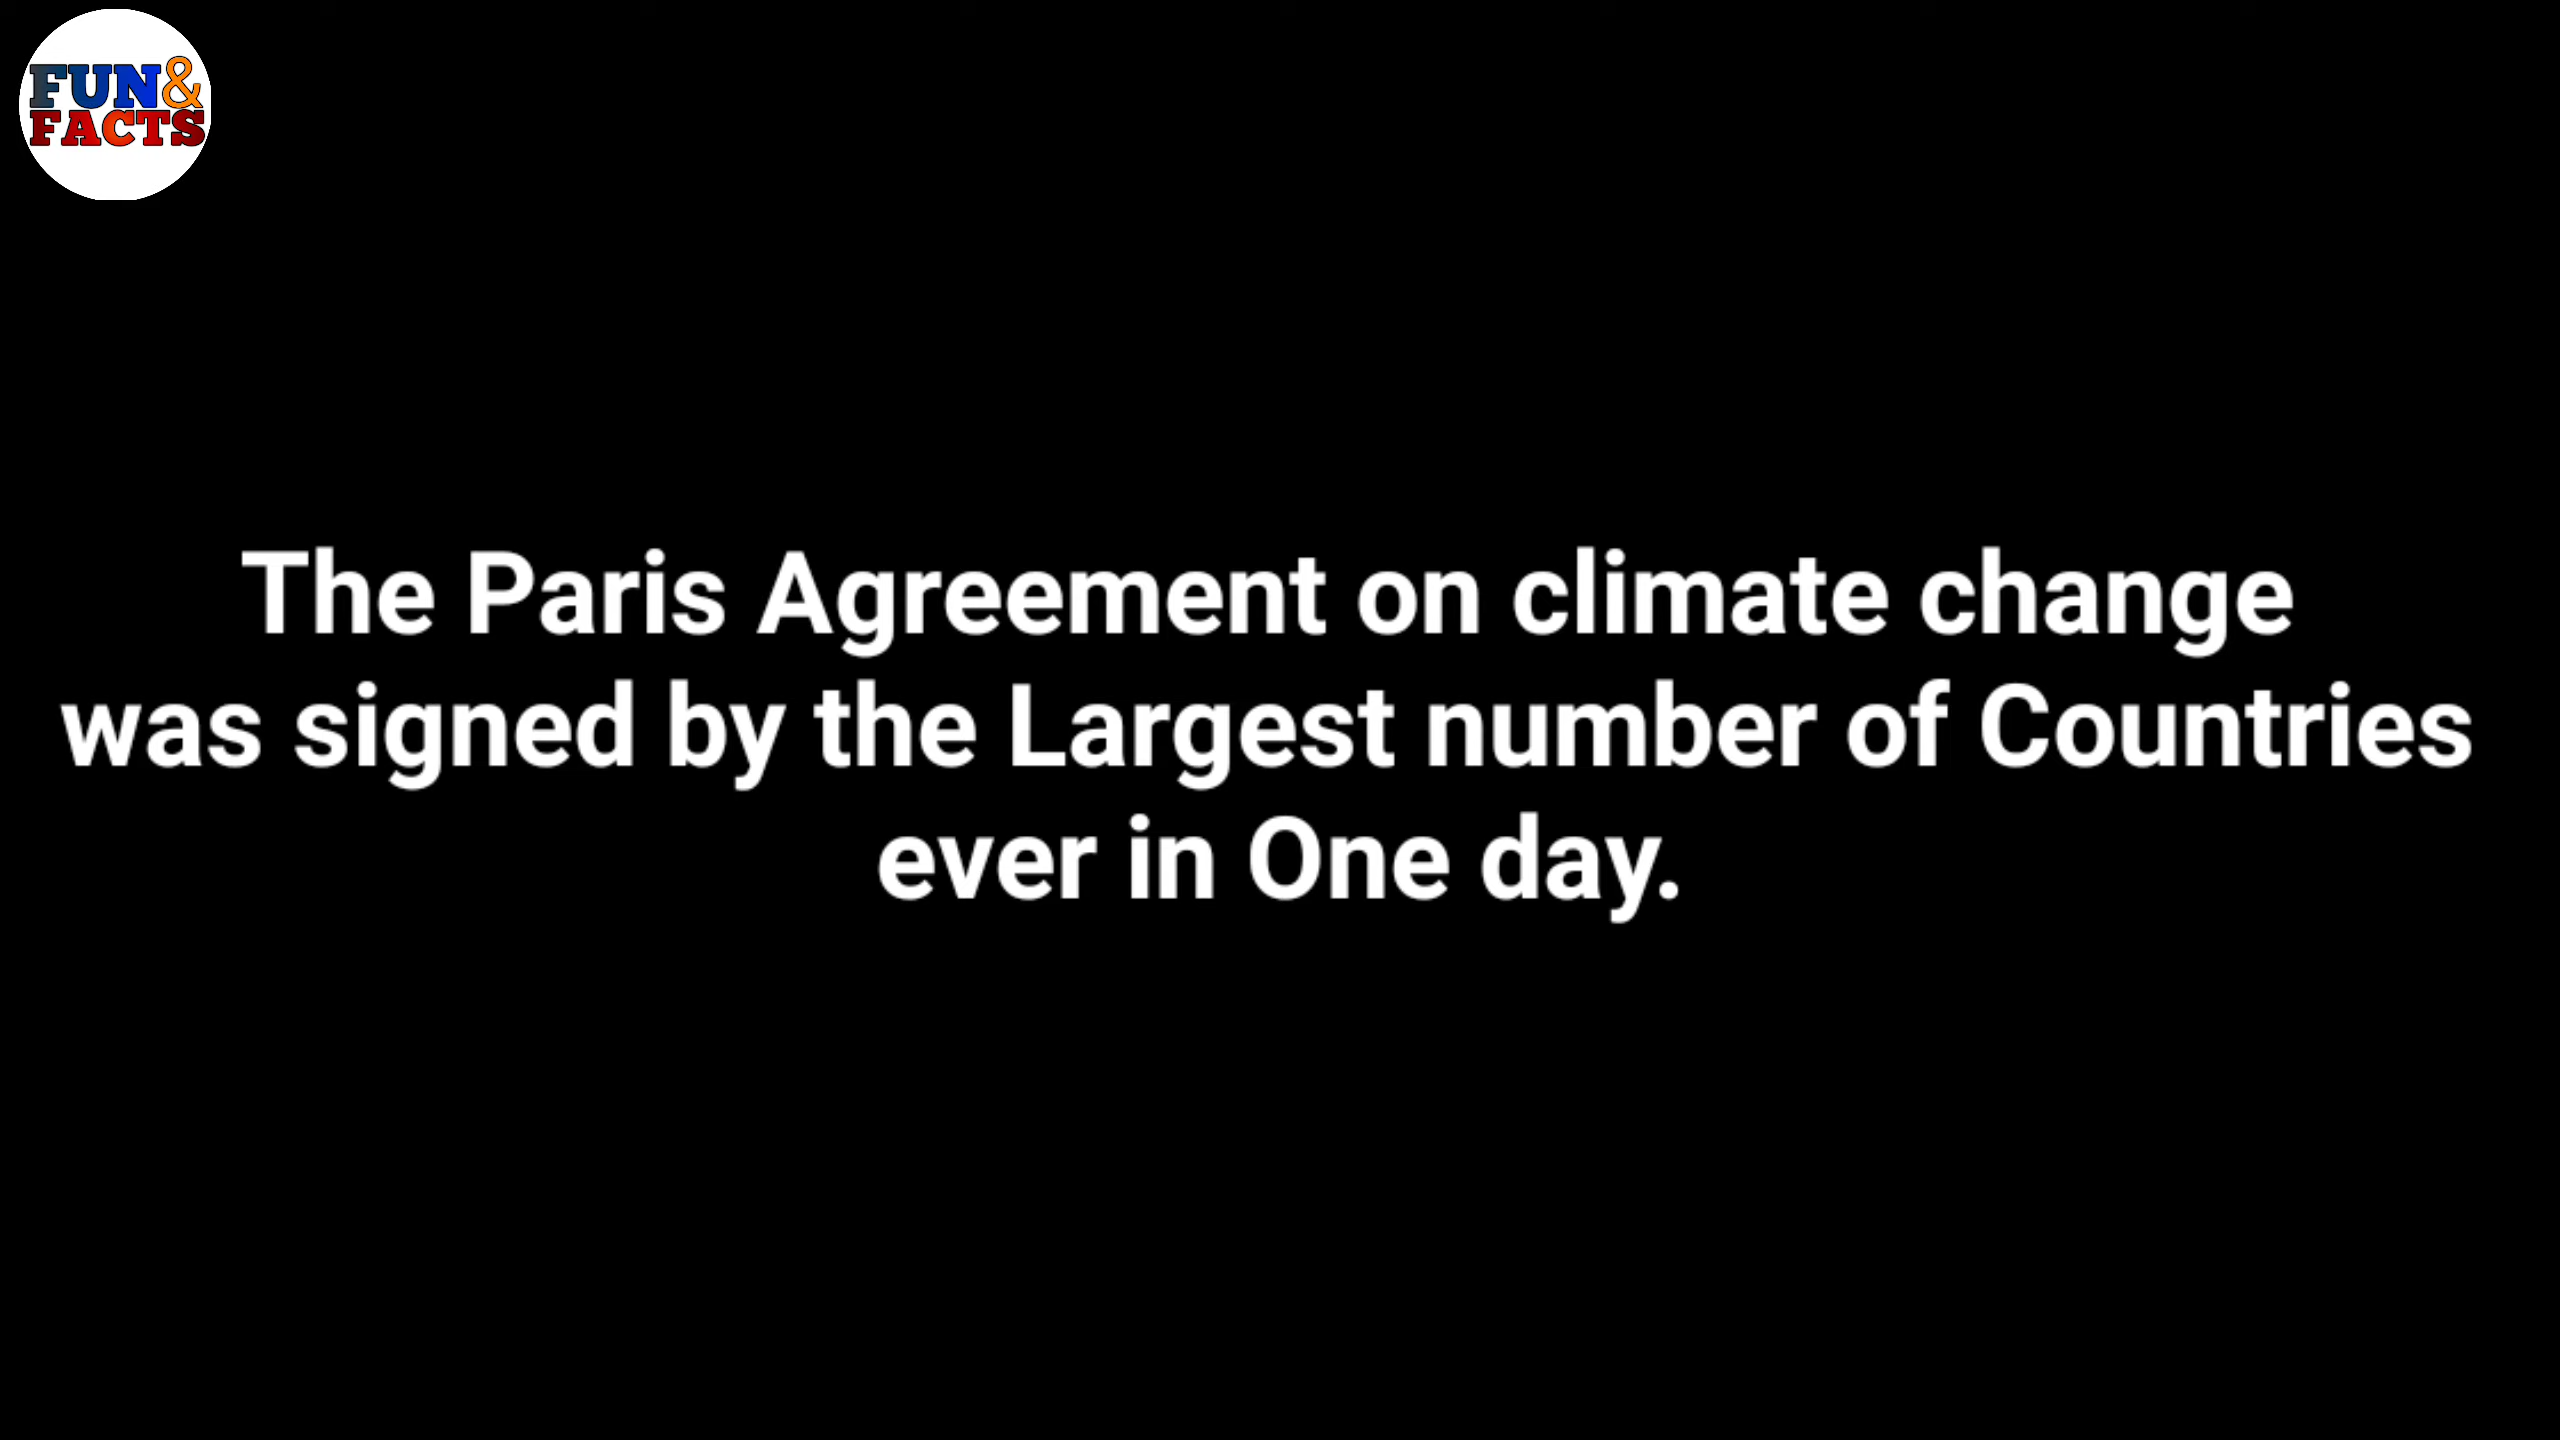 FUN&
FACTS
The Paris Agreement on climate change
was signed by the Largest number of Countries
ever in One day.